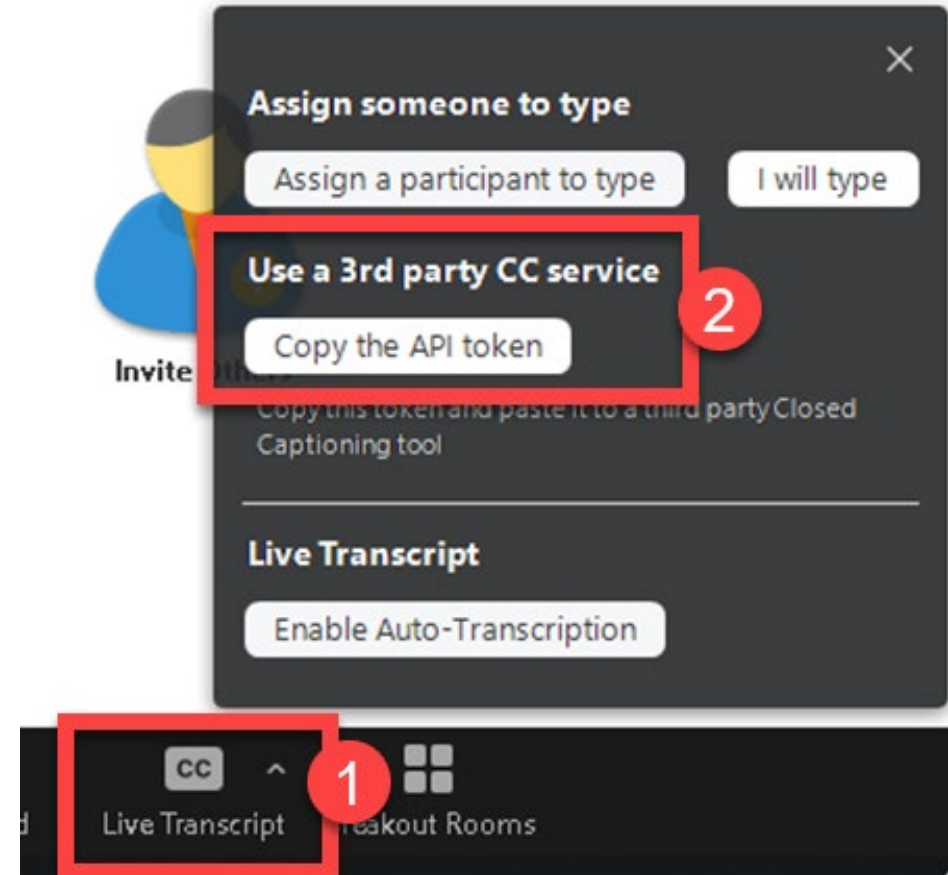 Assign someone to type
Assign a participant to type
I will type
Use a 3rd party CC service
2
Copy the API token
Invite
Copy this token and paste it to a third party Closed
Captioning tool
Live Transcript
Enable Auto-Transcription
CC
1
Live Transcript
Rooms